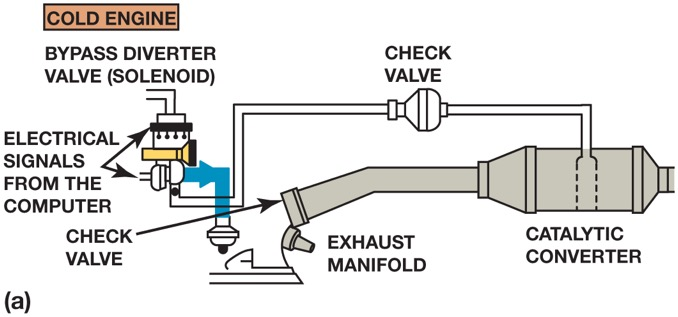 COLD ENGINE
BYPASS DIVERTER
VALVE (SOLENOID)
CHECK
VALVE
ELECTRICAL
SIGNALS
FROM THE
COMPUTER
CHECK
VALVE
EXHAUST
MANIFOLD
CATALYTIC
CONVERTER
(a)